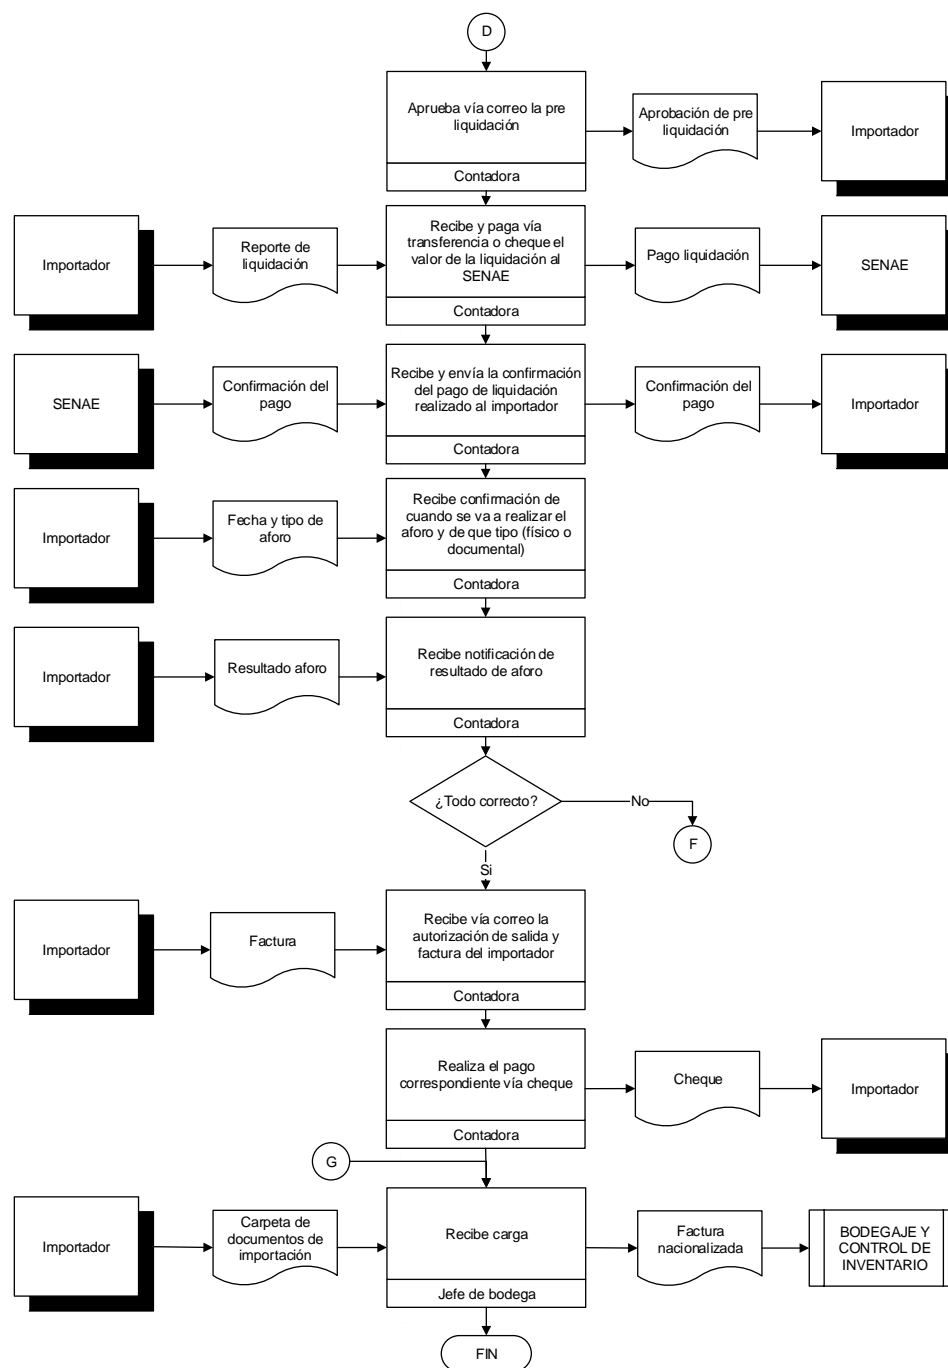 D
Aprueba vía correo la pre
liquidación
Contadora
Aprobación de pre
liquidación
Importador
Importador
Reporte de
liquidación
Recibe y paga vía
transferencia o cheque el
valor de la liquidación al
SENAE
Contadora
Pago liquidación
SENAE
SENAE
Confirmación del
pago
Recibe y envía la confirmación
del pago de liquidación
realizado al importador
Contadora
Confirmación del
pago
Importador
Importador
Fecha y tipo de
aforo
Recibe confirmación de
cuando se va a realizar el
aforo y de que tipo (físico o
documental)
Contadora
Importador
Resultado aforo
Recibe notificación de
resultado de aforo
Contadora
¿Todo correcto?
No
F
Si
Importador
Factura
Recibe vía correo la
autorización de salida y
factura del importador
Contadora
Realiza el pago
correspondiente vía cheque
Contadora
Cheque
Importador
G
Importador
Carpeta de
documentos de
importación
Recibe carga
Jefe de bodega
Factura
nacionalizada
BODEGAJE Y
CONTROL DE
INVENTARIO
FIN